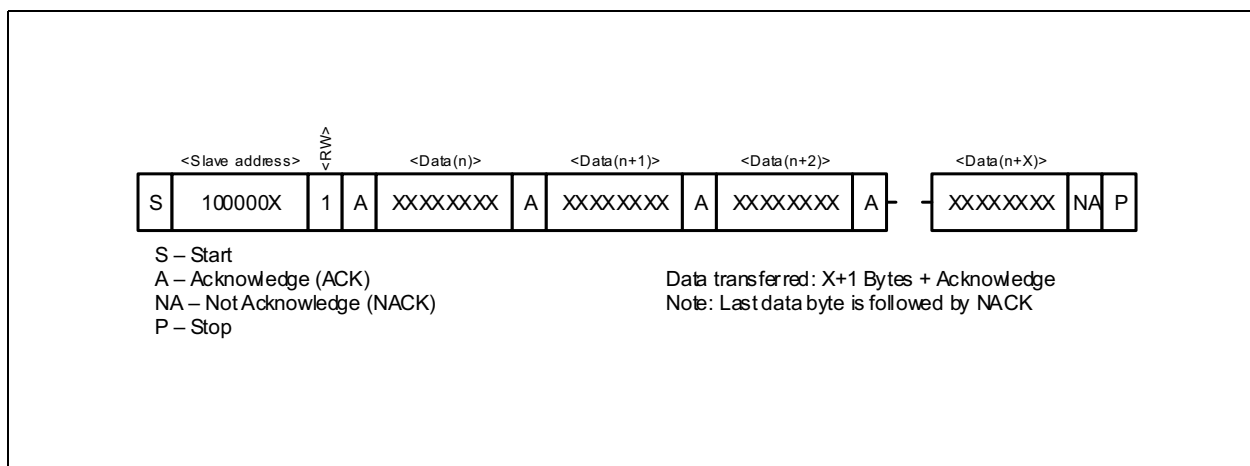 <Slave address> <RW> <Data(n)> <Data(n+1)> <Data(n+2)> <Data(n+X)>
S 100000X 1 A XXXXXXXX A XXXXXXXX A XXXXXXXX A XXXXXXXX NA P
S – Start
A – Acknowledge (ACK)
NA – Not Acknowledge (NACK)
P – Stop
Data transferred: X+1 Bytes + Acknowledge
Note: Last data byte is followed by NACK